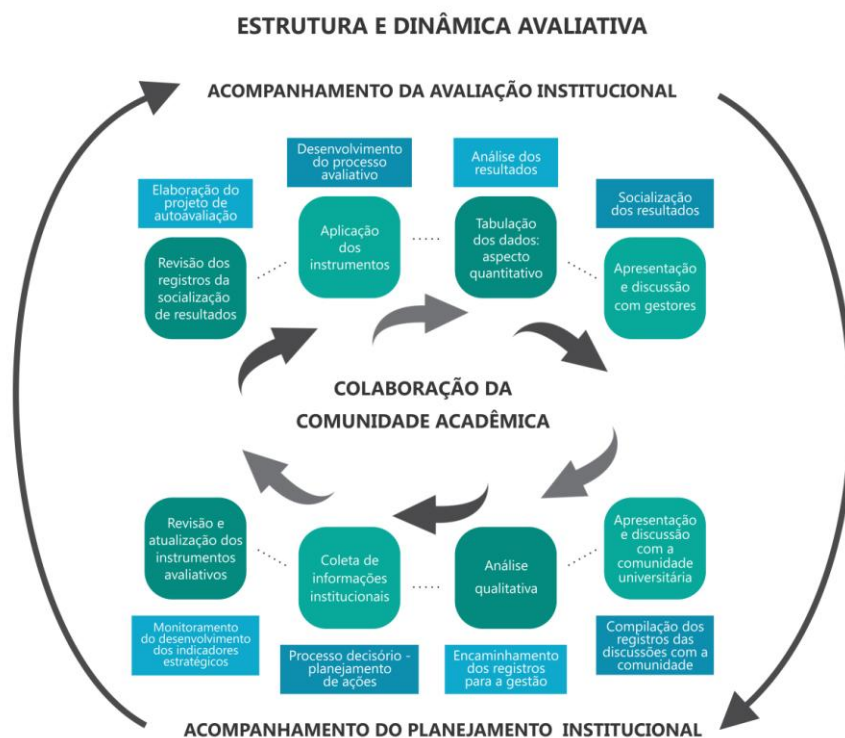 ESTRUTURA E DINÂMICA AVALIATIVA
ACOMPANHAMENTO DA AVALIAÇÃO INSTITUCIONAL
Elaboração do
projeto de
autoavaliação
Revisão dos
registros da
socialização
de resultados
Desenvolvimento
do processo
avaliativo
Aplicação
dos
instrumentos
Análise dos
resultados
Tabulação
dos dados:
aspecto
quantitativo
Socialização
dos resultados
Apresentação
e discussão
com gestores
COLABORAÇÃO DA
COMUNIDADE ACADÊMICA
Revisão e
atualização dos
instrumentos
avaliativos
Monitoramento
do desenvolvimento
dos indicadores
estratégicos
Coleta de
informações
institucionais
Processo decisório -
planejamento
de ações
Análise
qualitativa
Encaminhamento
dos registros
para a gestão
Apresentação
e discussão
com a
comunidade
universitária
Compilação dos
registros das
discussões com a
comunidade
ACOMPANHAMENTO DO PLANEJAMENTO INSTITUCIONAL